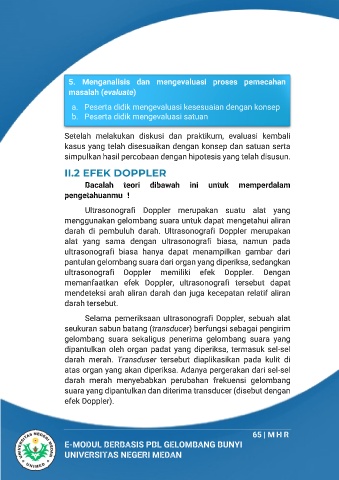 5. Menganalisis dan mengevaluasi proses pemecahan
masalah (evaluate)
a. Peserta didik mengevaluasi kesesuaian dengan konsep
b. Peserta didik mengevaluasi satuan
Setelah melakukan diskusi dan praktikum, evaluasi kembali
kasus yang telah disesuaikan dengan konsep dan satuan serta
simpulkan hasil percobaan dengan hipotesis yang telah disusun.
II.2 EFEK DOPPLER
Bacalah teori dibawah ini untuk memperdalam
pengetahuanmu !
Ultrasonografi Doppler merupakan suatu alat yang
menggunakan gelombang suara untuk dapat mengetahui aliran
darah di pembuluh darah. Ultrasonografi Doppler merupakan
alat yang sama dengan ultrasonografi biasa, namun pada
ultrasonografi biasa hanya dapat menampilkan gambar dari
pantulan gelombang suara dari organ yang diperiksa, sedangkan
ultrasonografi Doppler memiliki efek Doppler. Dengan
memanfaatkan efek Doppler, ultrasonografi tersebut dapat
mendeteksi arah aliran darah dan juga kecepatan relatif aliran
darah tersebut.
Selama pemeriksaan ultrasonografi Doppler, sebuah alat
seukuran sabun batang (transducer) berfungsi sebagai pengirim
gelombang suara sekaligus penerima gelombang suara yang
dipantulkan oleh organ padat yang diperiksa, termasuk sel-sel
darah merah. Transduser tersebut diaplikasikan pada kulit di
atas organ yang akan diperiksa. Adanya pergerakan dari sel-sel
darah merah menyebabkan perubahan frekuensi gelombang
suara yang dipantulkan dan diterima transducer (disebut dengan
efek Doppler).
65 | M H R
E-MODUL BERBASIS PBL GELOMBANG BUNYI
UNIVERSITAS NEGERI MEDAN
UNIVERSITAS NEGERI MEDAN
UNIMED